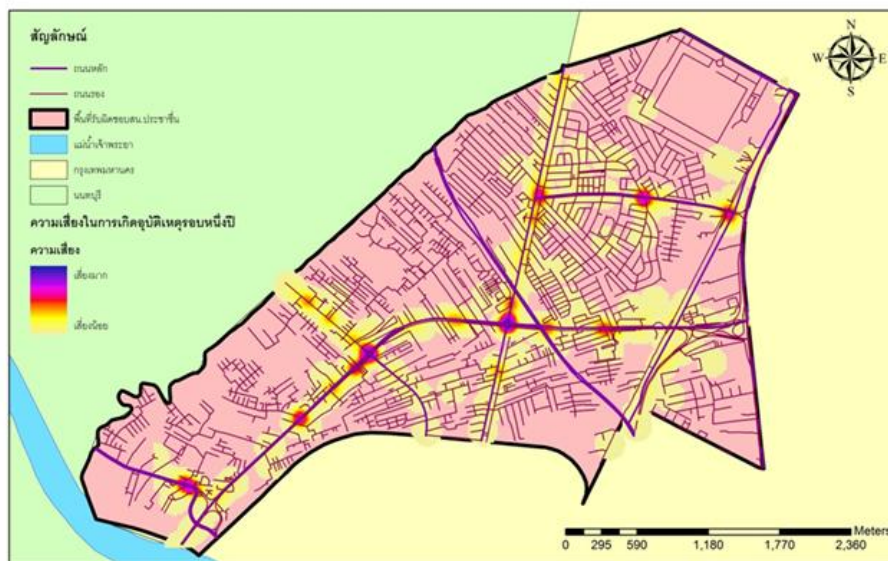 สัญลักษณ์
ถนนหลัก
ถนนรอง
พื้นที่รับผิดชอบสน.ประชาชื่น
แม่น้ำเจ้าพระยา
กรุงเทพมหานคร
นนทบุรี
ความเสี่ยงในการเกิดอุบัติเหตุรอบหนึ่งปี
ความเสี่ยง
เสี่ยงมาก
เสี่ยงน้อย
N
W E
S
Meters
0 295 590 1,180 1,770 2,360